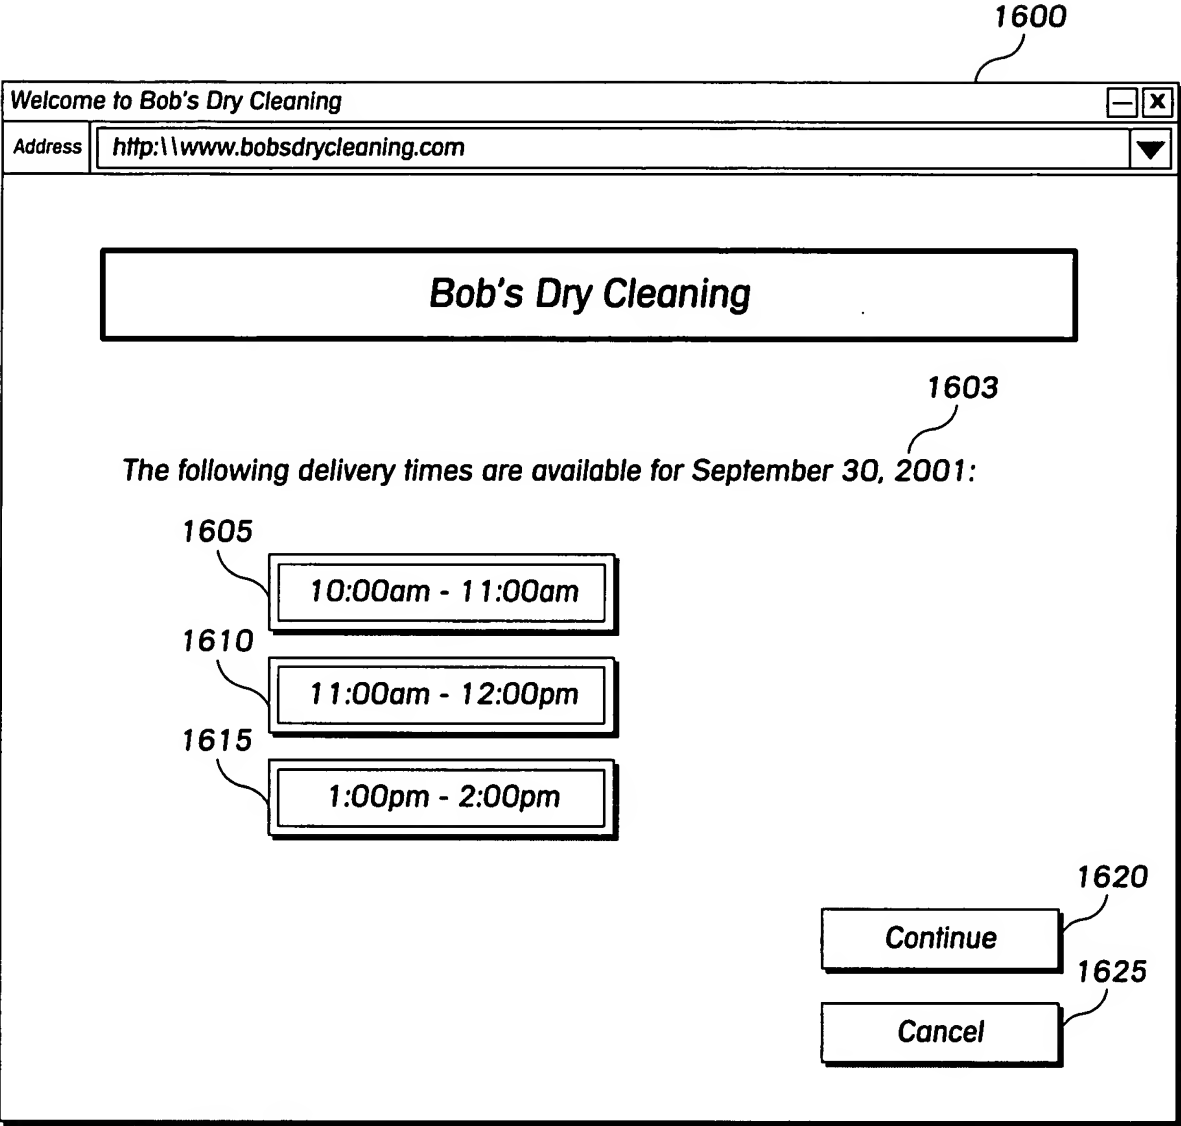 1600
Welcome to Bob's Dry Cleaning
Address http:\\www.bobsdrycleaning.com
Bob's Dry Cleaning
1603
The following delivery times are available for September 30, 2001:
1605
10:00am - 11:00am
1610
11:00am - 12:00pm
1615
1:00pm - 2:00pm
1620
Continue
1625
Cancel